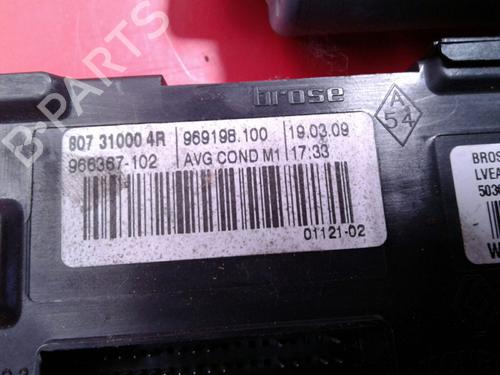 B-PARTS
brose
A
54
807 31000 4R 969198.100 19.03.09
966367-102 AVG COND M1 17:33
01121-02
BROS
LVEA
503
W